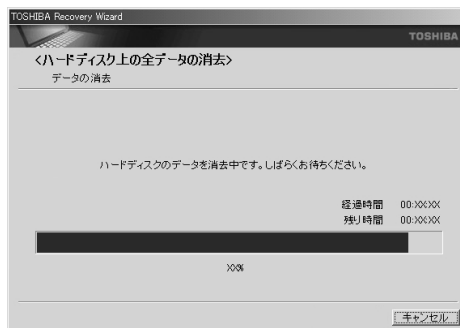 TOSHIBA Recovery Wizard
TOSHIBA
<ハードディスク上の全データの消去>
データの消去
ハードディスクのデータを消去中です。しばらくお待ちください。
経過時間 00:XX:XX
残り時間 00:XX:XX
XX%
キャンセル